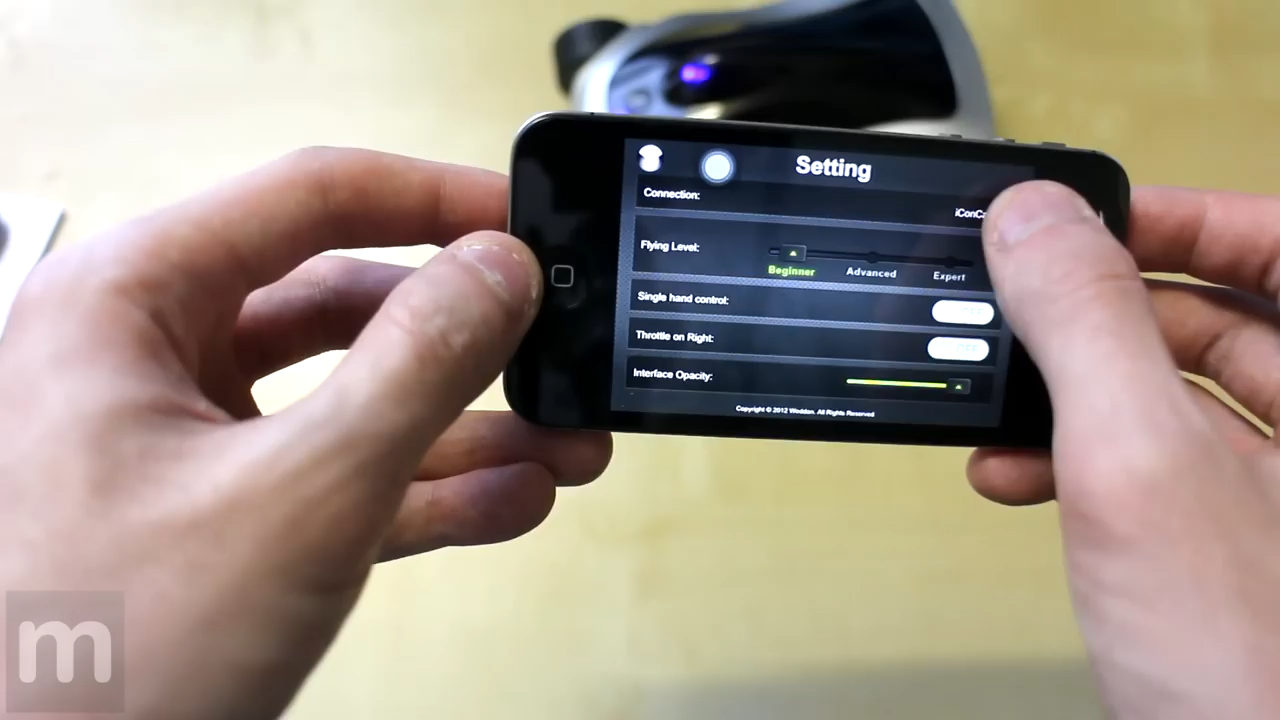 Setting
Connection:
Flying Level:
Beginner Advanced Expert
Single hand control:
Throttle on Right:
Interface Opacity:
Copyright © 2012 Weddan. All Rights Reserved
m